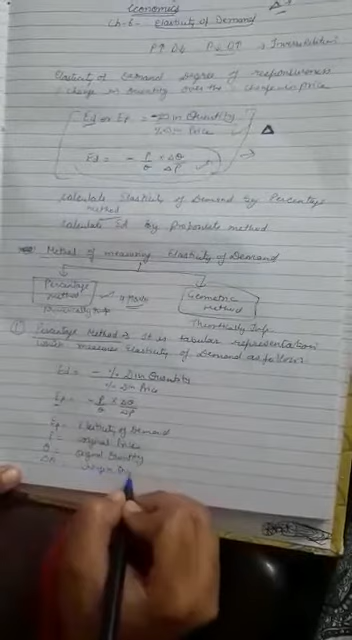 Economics
Ch-6- Elasticity of Demand
P↑ D↓ P↓ D↑ → Inverse Relation
Elasticity of Demand degree of responsiveness
% change in quantity over the % change in price
Ed or Ep = -%Δ in Quantity
%Δ in Price
Δ
Ed = - P/Q × ΔQ/ΔP
calculate Elasticity of Demand by Percentage
method
calculate Ed by Proponate method
Method of measuring Elasticity of Demand
Percentage
method
Geometric
method
Theoritically Imp.
① Percentage Method → It is tabular representation
which measures Elasticity of Demand as follows
Ed = - % Δ in Quantity
% Δ in Price
Ep = - P/Q × ΔQ/ΔP
Ep = Elasticity of Demand
P = original Price
Q = original Quantity